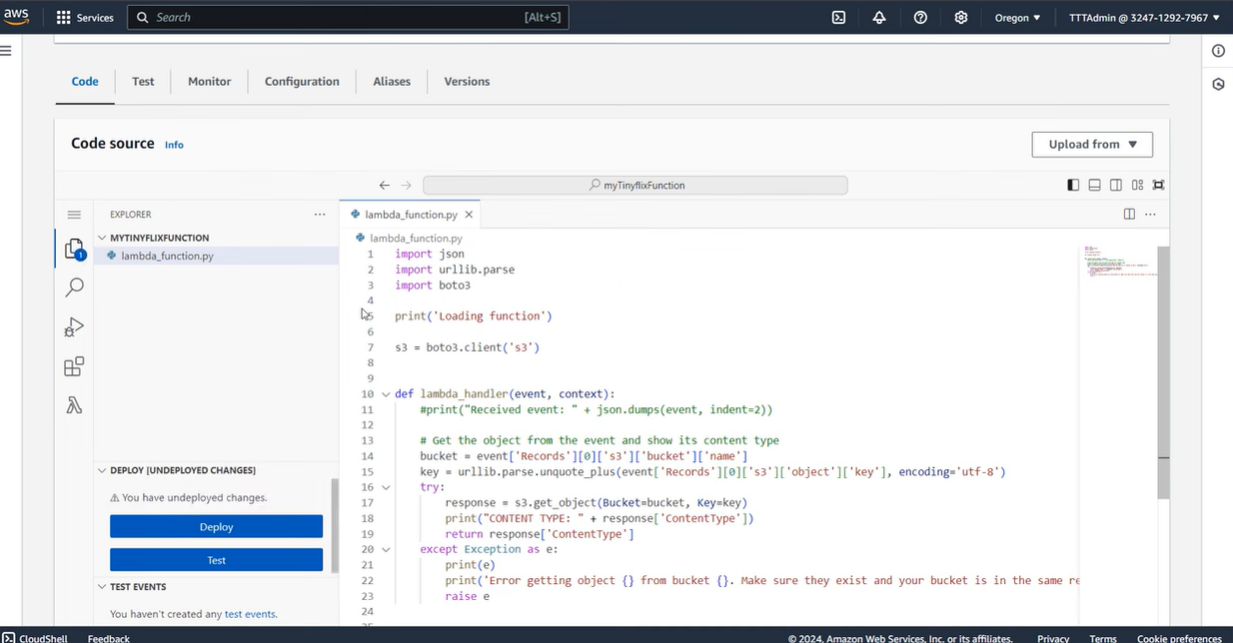 aws Services Search [Alt+S] Oregon ▼ TTTAdmin @ 3247-1292-7967 ▼
Code Test Monitor Configuration Aliases Versions
Code source Info Upload from ▼
myTinyflixFunction
EXPLORER ... lambda_function.py ×
MYTINYFLIXFUNCTION lambda_function.py
lambda_function.py
1 import json
2 import urllib.parse
3 import boto3
4
5 print('Loading function')
6
7 s3 = boto3.client('s3')
8
9
10 def lambda_handler(event, context):
11 #print("Received event: " + json.dumps(event, indent=2))
12
13 # Get the object from the event and show its content type
14 bucket = event['Records'][0]['s3']['bucket']['name']
15 key = urllib.parse.unquote_plus(event['Records'][0]['s3']['object']['key'], encoding='utf-8')
16 try:
17 response = s3.get_object(Bucket=bucket, Key=key)
18 print("CONTENT TYPE: " + response['ContentType'])
19 return response['ContentType']
20 except Exception as e:
21 print(e)
22 print('Error getting object {} from bucket {}. Make sure they exist and your bucket is in the same re
23 raise e
24
1
DEPLOY [UNDEPLOYED CHANGES]
⚠ You have undeployed changes.
Deploy
Test
TEST EVENTS
You haven't created any test events.
CloudShell Feedback © 2024, Amazon Web Services, Inc. or its affiliates. Privacy Terms Cookie preferences